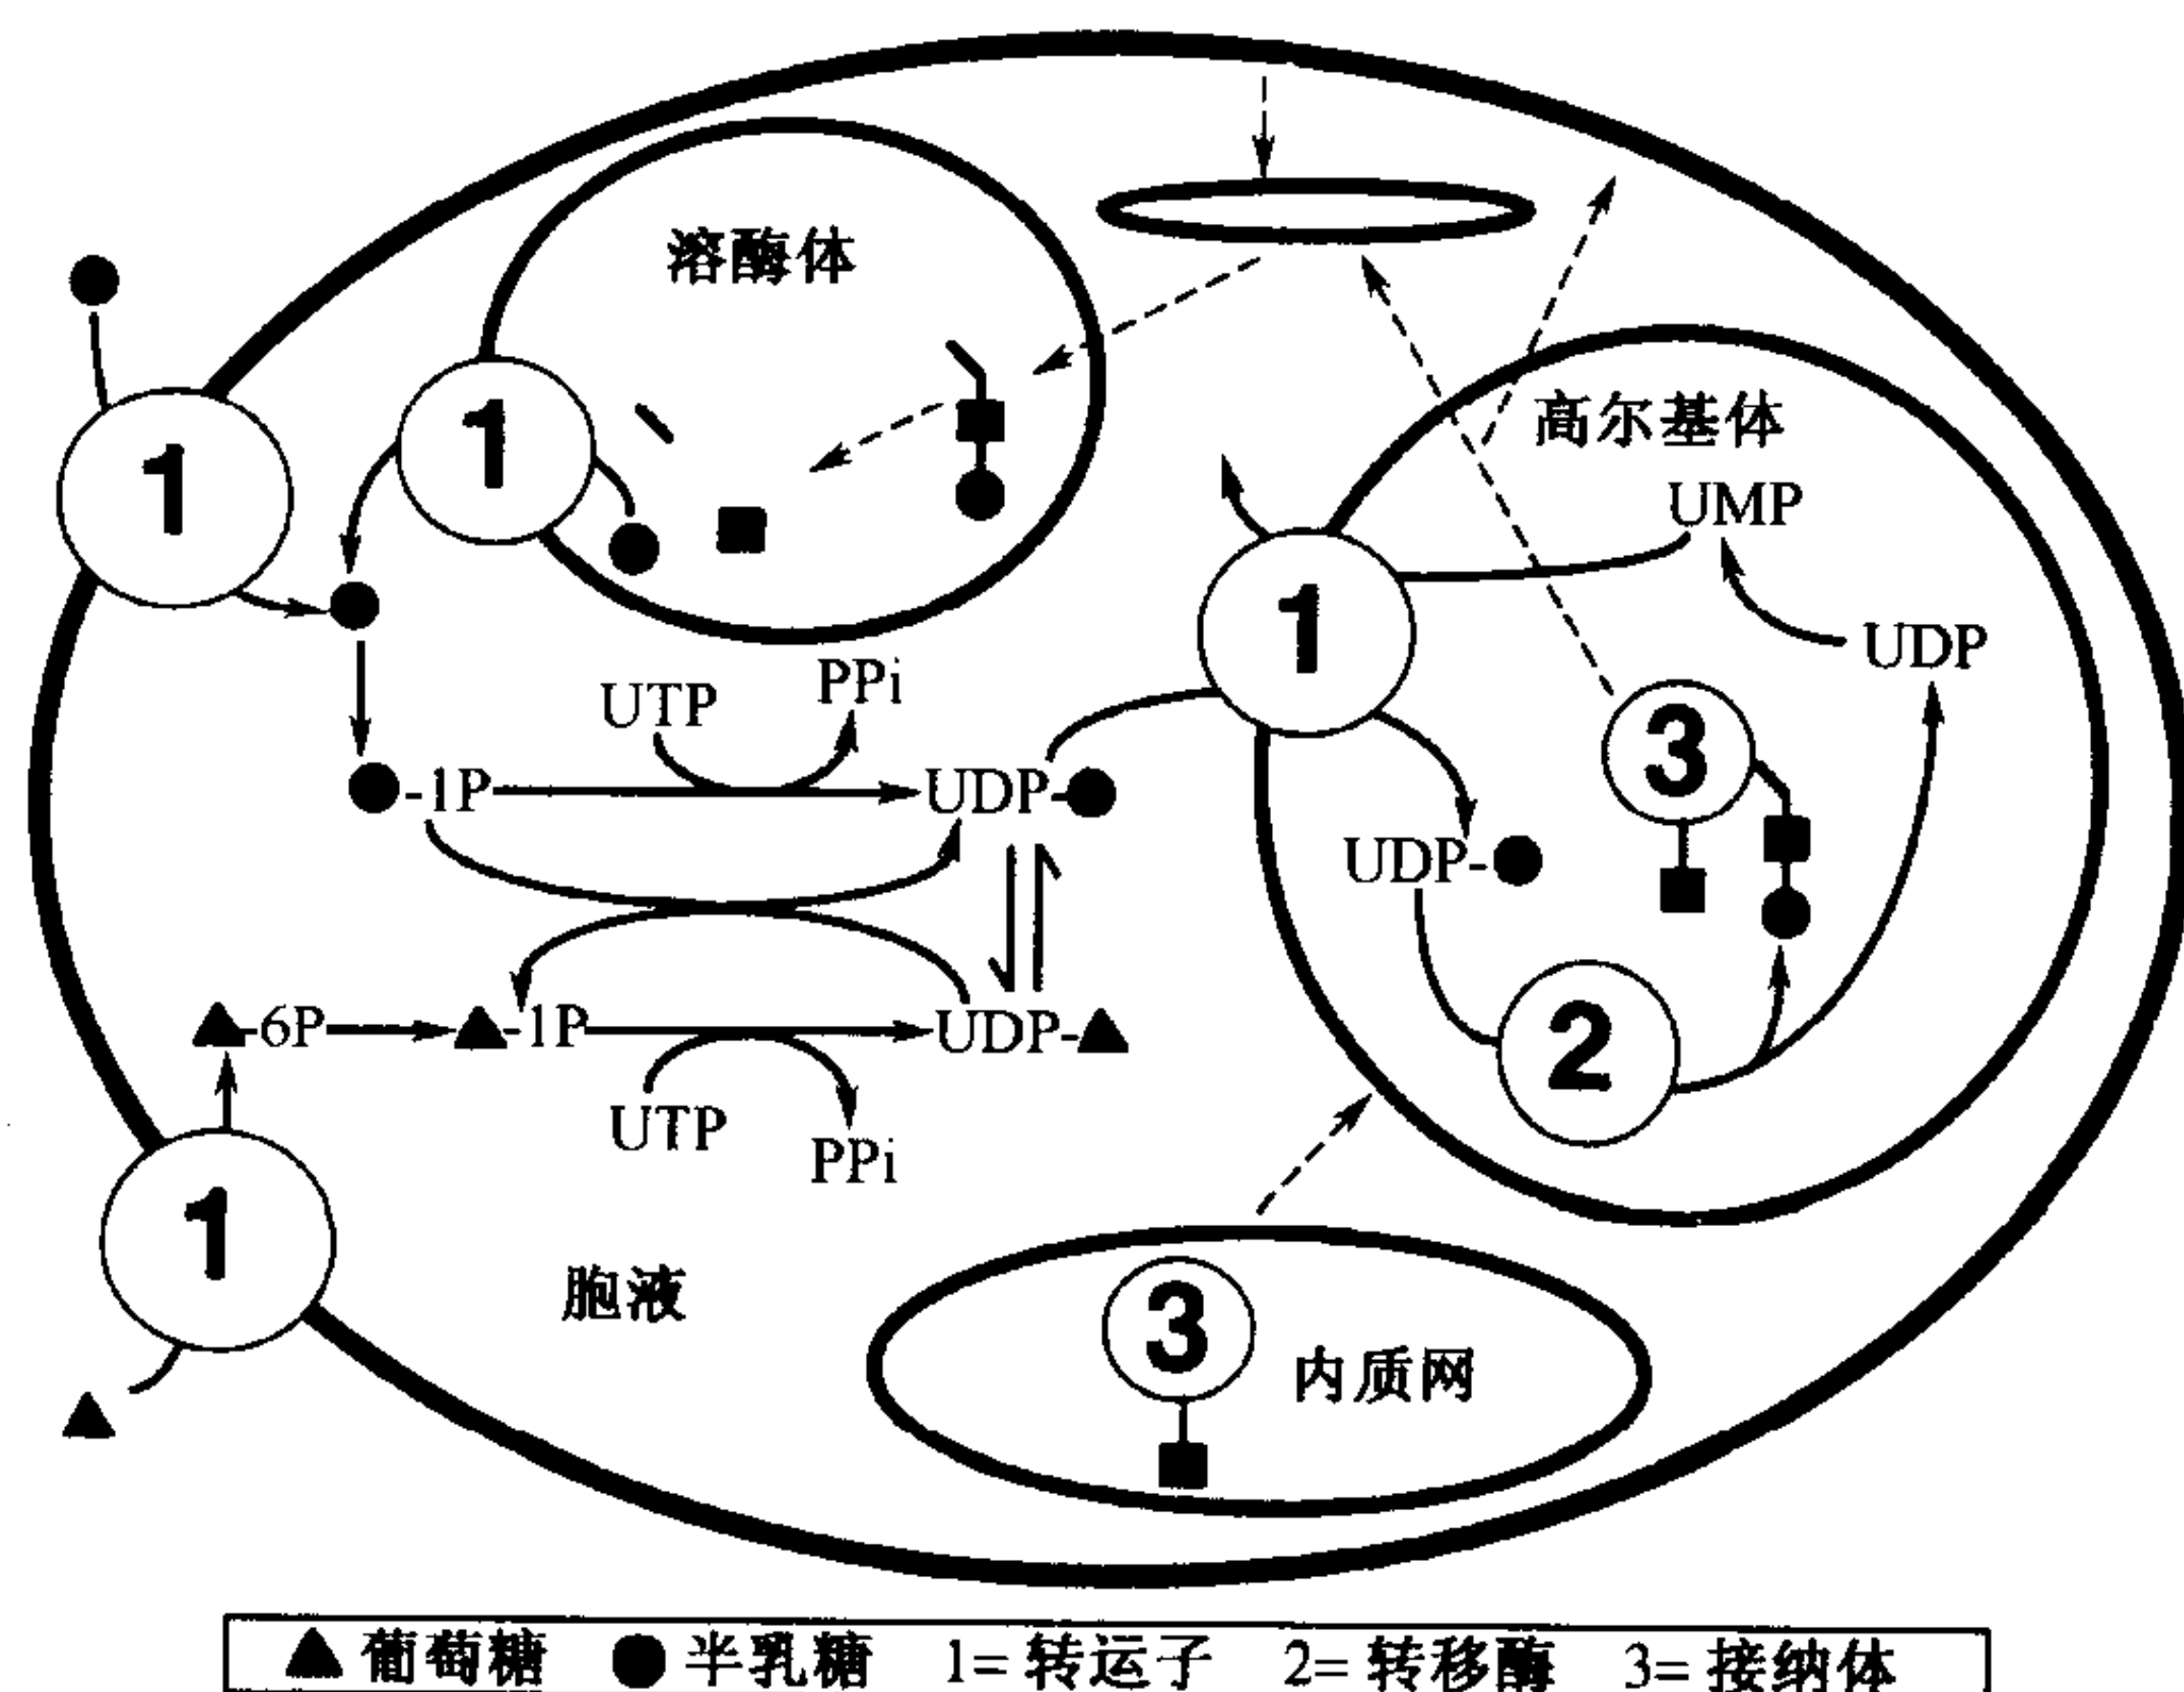 溶酶体
1
1
高尔基体
UMP
1
UDP
UTP
PPi
3
-1P
UDP-
UDP-
2
-6P
-1P
UDP-
UTP
PPi
1
胞液
3
内质网
葡萄糖 半乳糖 1= 转运子 2= 转移酶 3= 接纳体